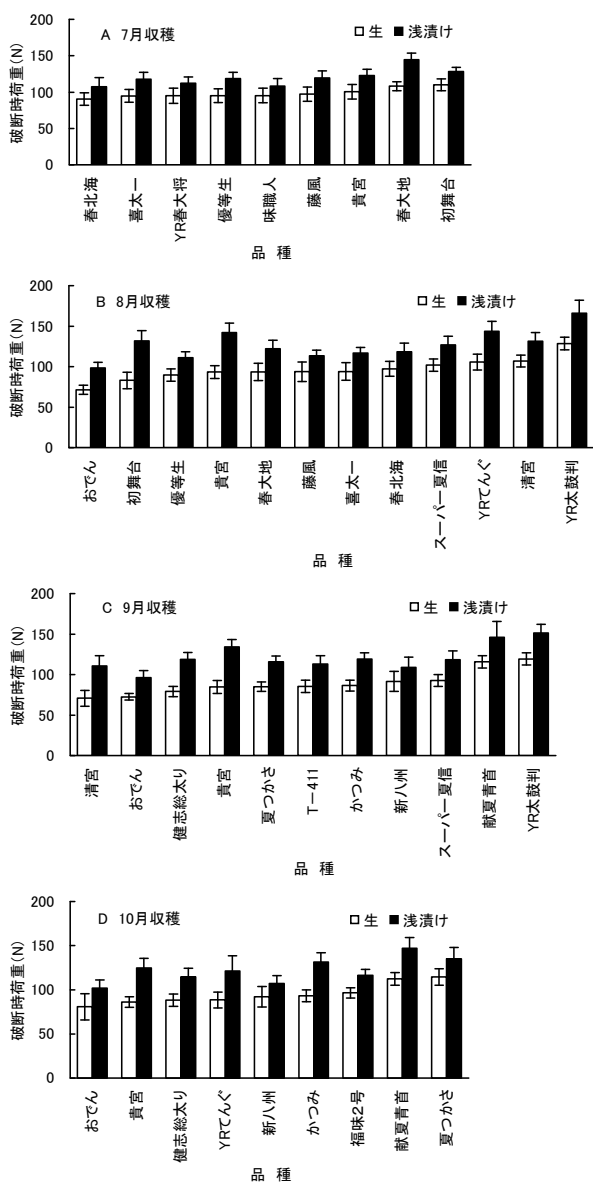 200
150
100
50
0
破断時荷重(N)
A 7月収穫
□生 ■浅漬け
春北海
喜太一
YR春大将
優等生
味職人
藤風
貴宮
春大地
初舞台
品 種
200
150
100
50
0
破断時荷重(N)
B 8月収穫
□生 ■浅漬け
おでん
初舞台
優等生
貴宮
春大地
藤風
喜太一
春北海
スーパー夏信
YRてんぐ
清宮
YR太鼓判
品 種
200
150
100
50
0
破断時荷重(N)
C 9月収穫
□生 ■浅漬け
清宮
おでん
健志総太り
貴宮
夏つかさ
T-411
かつみ
新八州
スーパー夏信
献夏青首
YR太鼓判
品 種
200
150
100
50
0
破断時荷重(N)
D 10月収穫
□生 ■浅漬け
おでん
貴宮
健志総太り
YRてんぐ
新八州
かつみ
福味2号
献夏青首
夏つかさ
品 種